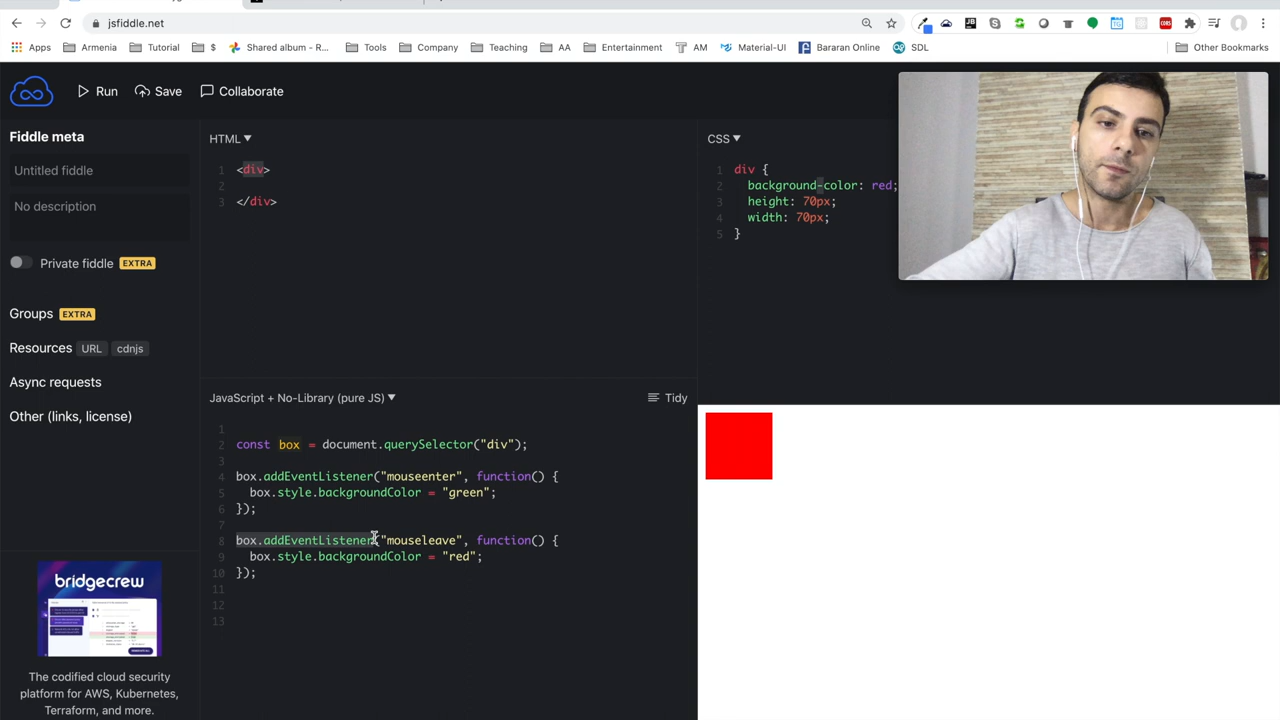 jsfiddle.net
Apps Armenia Tutorial $ Shared album - R... Tools Company Teaching AA Entertainment AM Material-UI Bararan Online SDL Other Bookmarks
Run Save Collaborate
Fiddle meta
Untitled fiddle
No description
Private fiddle EXTRA
Groups EXTRA
Resources URL cdnjs
Async requests
Other (links, license)
bridgecrew
The codified cloud security
platform for AWS, Kubernetes,
Terraform, and more.
HTML
1 <div>
2
3 </div>
CSS
1 div {
2 background-color: red;
3 height: 70px;
4 width: 70px;
5 }
JavaScript + No-Library (pure JS) Tidy
1
2 const box = document.querySelector("div");
3
4 box.addEventListener("mouseenter", function() {
5 box.style.backgroundColor = "green";
6 });
7
8 box.addEventListener("mouseleave", function() {
9 box.style.backgroundColor = "red";
10 });
11
12
13